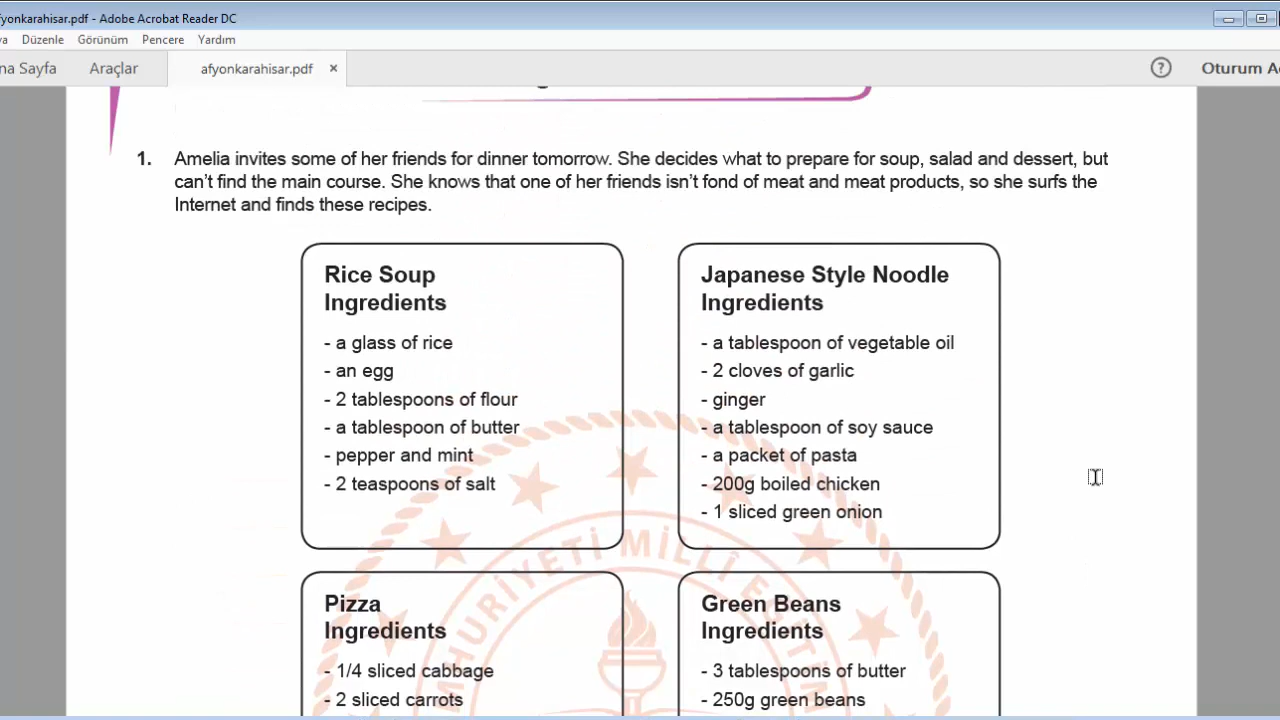 fyonkarahisar.pdf - Adobe Acrobat Reader DC
ya Düzenle Görünüm Pencere Yardım
na Sayfa Araçlar afyonkarahisar.pdf × ? Oturum A
1. Amelia invites some of her friends for dinner tomorrow. She decides what to prepare for soup, salad and dessert, but
can't find the main course. She knows that one of her friends isn't fond of meat and meat products, so she surfs the
Internet and finds these recipes.
Rice Soup
Ingredients
- a glass of rice
- an egg
- 2 tablespoons of flour
- a tablespoon of butter
- pepper and mint
- 2 teaspoons of salt
Japanese Style Noodle
Ingredients
- a tablespoon of vegetable oil
- 2 cloves of garlic
- ginger
- a tablespoon of soy sauce
- a packet of pasta
- 200g boiled chicken
- 1 sliced green onion
Pizza
Ingredients
- 1/4 sliced cabbage
- 2 sliced carrots
Green Beans
Ingredients
- 3 tablespoons of butter
- 250g green beans
MHURİYETİ MİLLÎ EĞİTİM